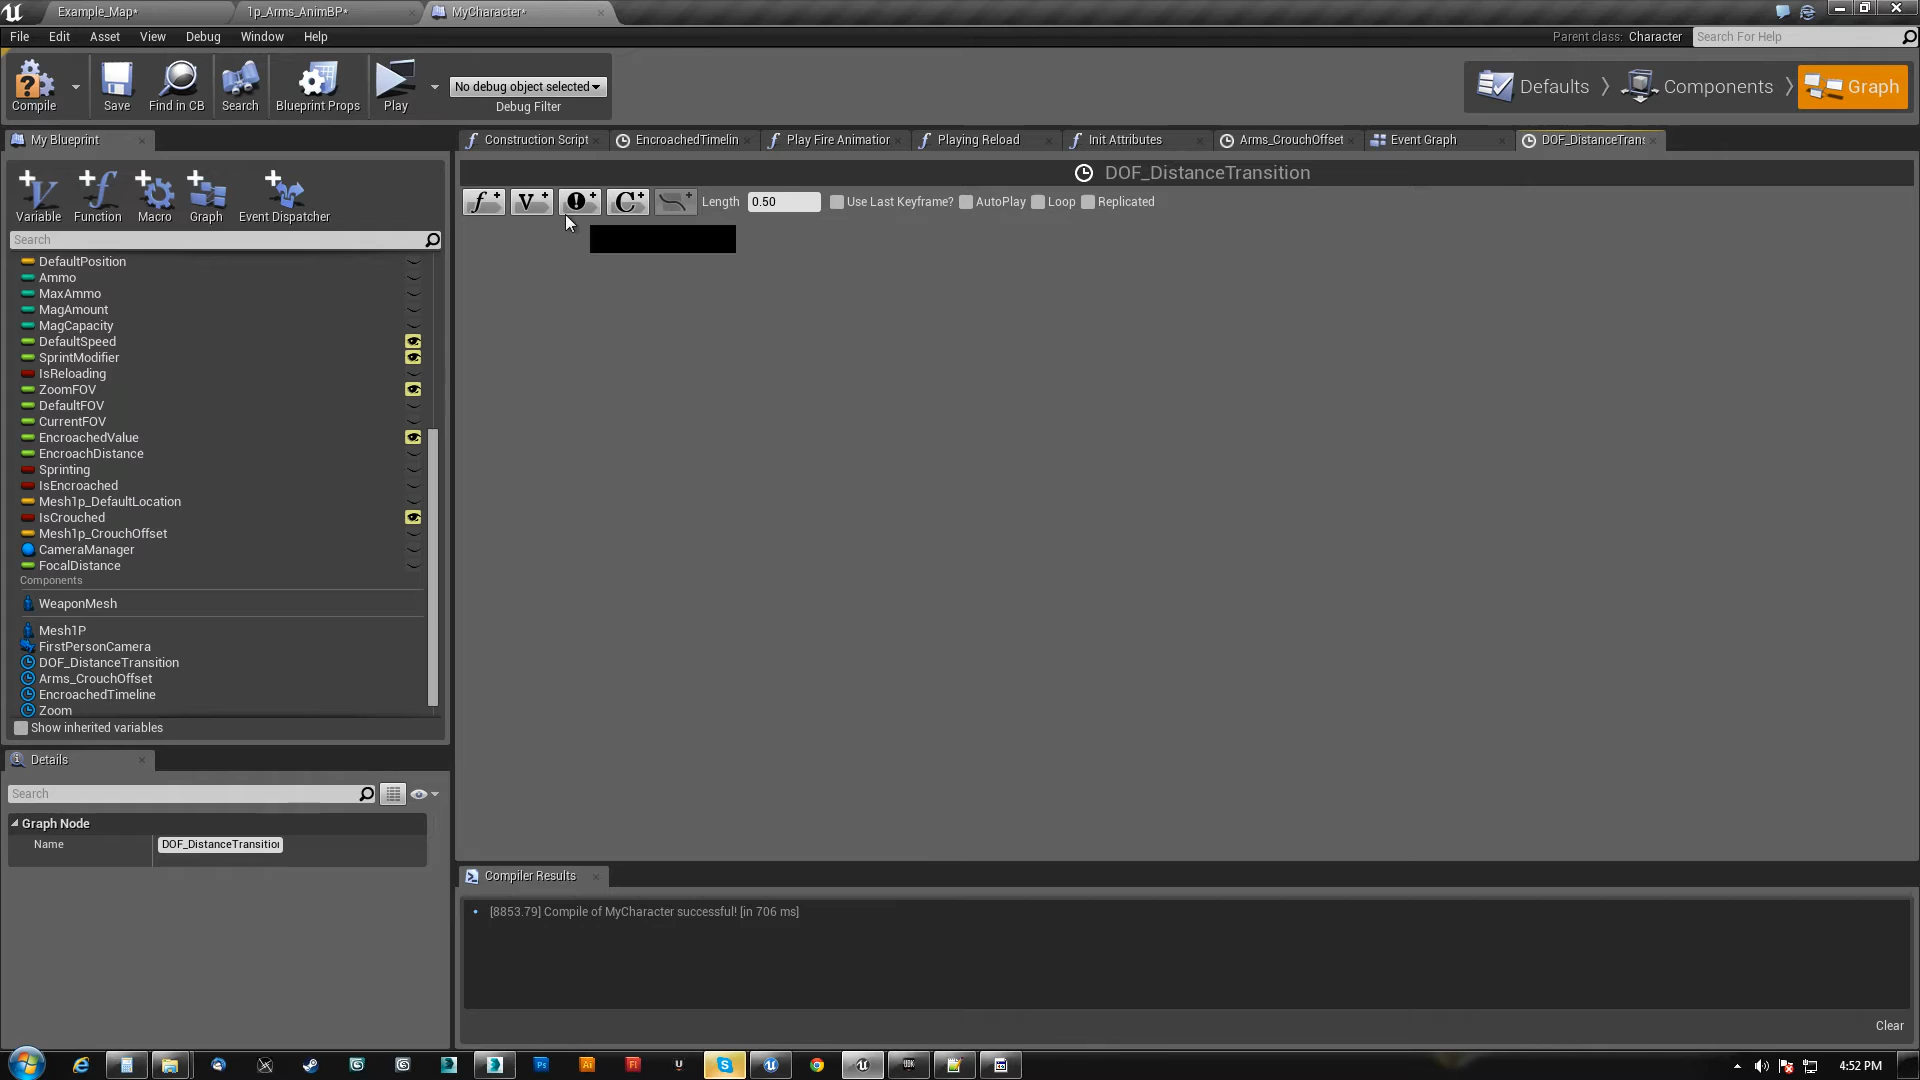 Example_Map*
1p_Arms_AnimBP*
MyCharacter*
File Edit Asset View Debug Window Help
Parent class: Character
Search For Help
Compile
Save
Find in CB
Search
Blueprint Props
Play
No debug object selected
Debug Filter
Defaults
Components
Graph
My Blueprint
Construction Script
EncroachedTimelin
Play Fire Animation
Playing Reload
Init Attributes
Arms_CrouchOffset
Event Graph
DOF_DistanceTrans
DOF_DistanceTransition
Variable
Function
Macro
Graph
Event Dispatcher
f V C
Length 0.50
Use Last Keyframe?
AutoPlay
Loop
Replicated
Search
DefaultPosition
Ammo
MaxAmmo
MagAmount
MagCapacity
DefaultSpeed
SprintModifier
IsReloading
ZoomFOV
DefaultFOV
CurrentFOV
EncroachedValue
EncroachDistance
Sprinting
IsEncroached
Mesh1p_DefaultLocation
IsCrouched
Mesh1p_CrouchOffset
CameraManager
FocalDistance
Components
WeaponMesh
Mesh1P
FirstPersonCamera
DOF_DistanceTransition
Arms_CrouchOffset
EncroachedTimeline
Zoom
Show inherited variables
Details
Search
Graph Node
Name DOF_DistanceTransition
Compiler Results
[8853.79] Compile of MyCharacter successful! [in 706 ms]
Clear
4:52 PM